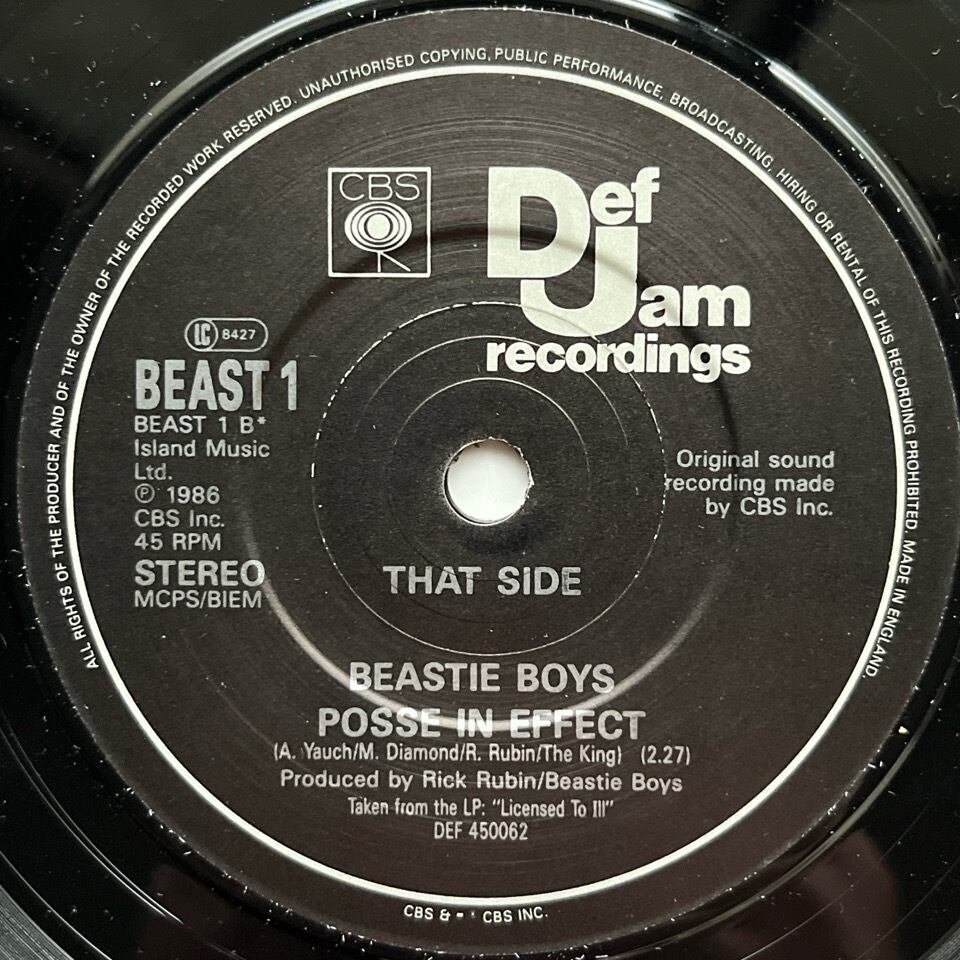 ALL RIGHTS OF THE PRODUCER AND OF THE OWNER OF THE RECORDED WORK RESERVED. UNAUTHORISED COPYING, PUBLIC PERFORMANCE, BROADCASTING, HIRING OR RENTAL OF THIS RECORDING PROHIBITED. MADE IN ENGLAND.
CBS
Def
Jam
recordings
LC 8427
BEAST 1
BEAST 1 B*
Island Music
Ltd.
℗ 1986
CBS Inc.
45 RPM
STEREO
MCPS/BIEM
Original sound
recording made
by CBS Inc.
THAT SIDE
BEASTIE BOYS
POSSE IN EFFECT
(A. Yauch/M. Diamond/R. Rubin/The King) (2.27)
Produced by Rick Rubin/Beastie Boys
Taken from the LP: "Licensed To Ill"
DEF 450062
CBS & CBS INC.